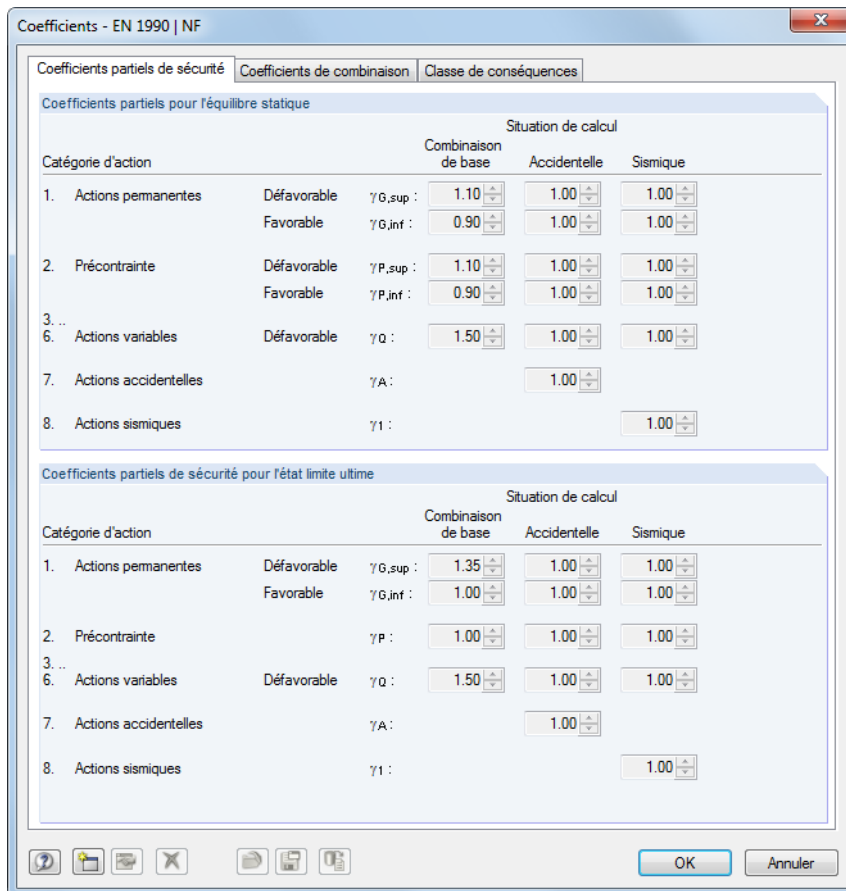 Coefficients - EN 1990 | NF
Coefficients partiels de sécurité Coefficients de combinaison Classe de conséquences
Coefficients partiels pour l'équilibre statique
Situation de calcul
Combinaison
Catégorie d'action de base Accidentelle Sismique
1. Actions permanentes Défavorable γG,sup : 1.10 1.00 1.00
Favorable γG,inf : 0.90 1.00 1.00
2. Précontrainte Défavorable γP,sup : 1.10 1.00 1.00
Favorable γP,inf : 0.90 1.00 1.00
3. ..
6. Actions variables Défavorable γQ : 1.50 1.00 1.00
7. Actions accidentelles γA : 1.00
8. Actions sismiques γ1 : 1.00
Coefficients partiels de sécurité pour l'état limite ultime
Situation de calcul
Combinaison
Catégorie d'action de base Accidentelle Sismique
1. Actions permanentes Défavorable γG,sup : 1.35 1.00 1.00
Favorable γG,inf : 1.00 1.00 1.00
2. Précontrainte γP : 1.00 1.00 1.00
3. ..
6. Actions variables Défavorable γQ : 1.50 1.00 1.00
7. Actions accidentelles γA : 1.00
8. Actions sismiques γ1 : 1.00
OK Annuler